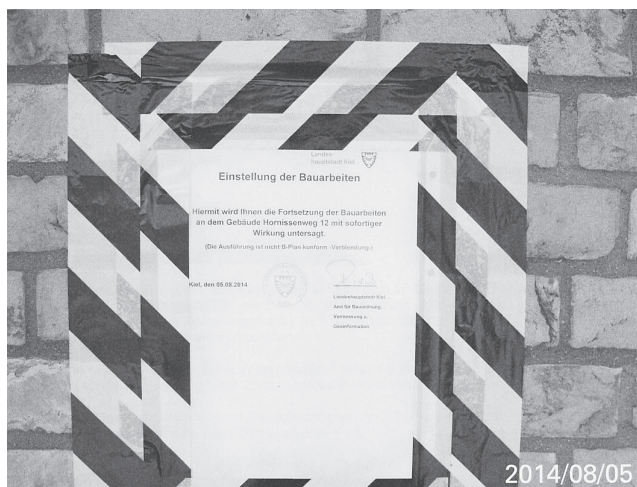 Landes-
hauptstadt Kiel
Einstellung der Bauarbeiten
Hiermit wird Ihnen die Fortsetzung der Bauarbeiten
an dem Gebäude Hornissenweg 12 mit sofortiger
Wirkung untersagt.
(Die Ausführung ist nicht B-Plan konform -Verblendung-)
Kiel, den 05.08.2014
Landeshauptstadt Kiel
Amt für Bauordnung,
Vermessung u.
Geoinformation
2014/08/05